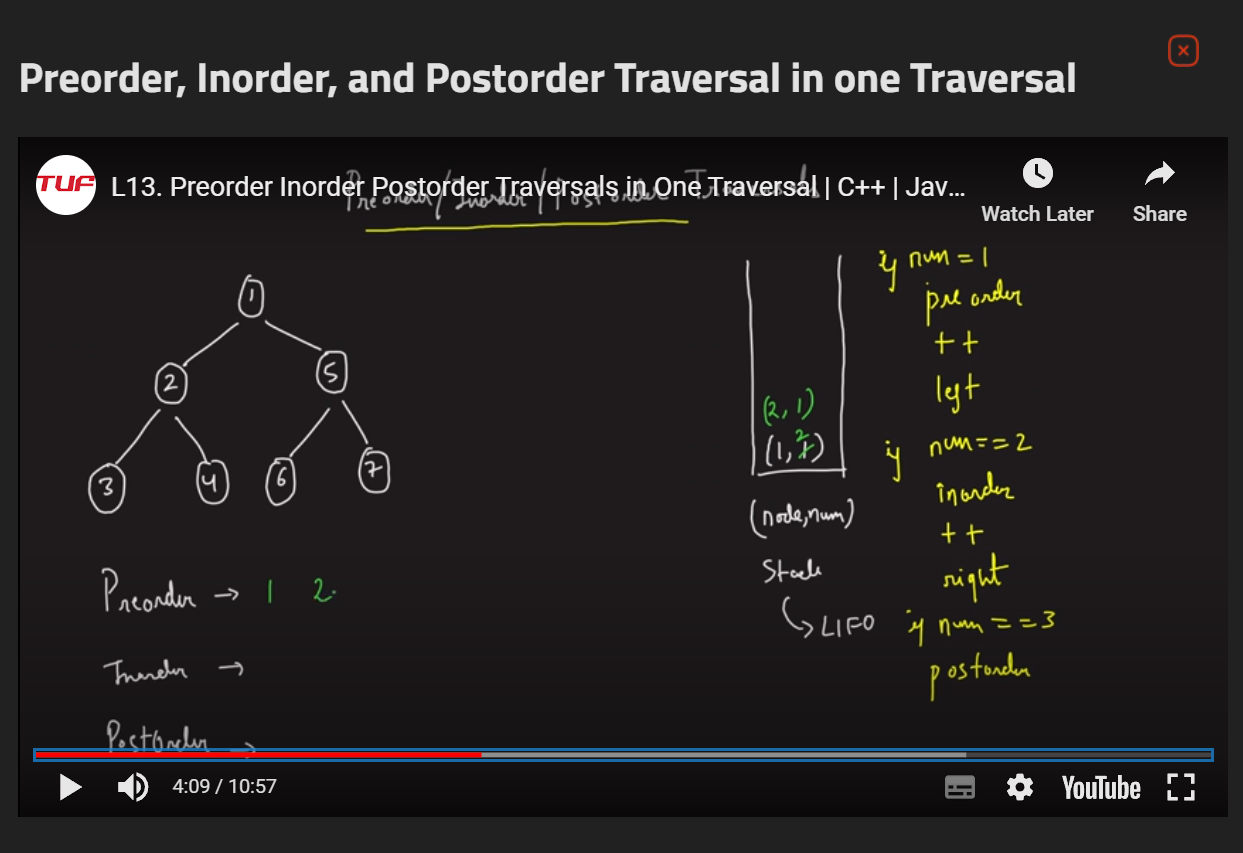 Preorder, Inorder, and Postorder Traversal in one Traversal
TUF
L13. Preorder Inorder Postorder Traversals in One Traversal | C++ | Jav...
Watch Later
Share
Preorder/Inorder/Postorder Traversals
1
2
5
3
4
6
7
(2, 1)
(1, 2)
(node, num)
Stack
LIFO
if num = 1
preorder
++
left
if num == 2
inorder
++
right
if num == 3
postorder
Preorder → 1 2
Inorder →
PostOrder →
4:09 / 10:57
YouTube